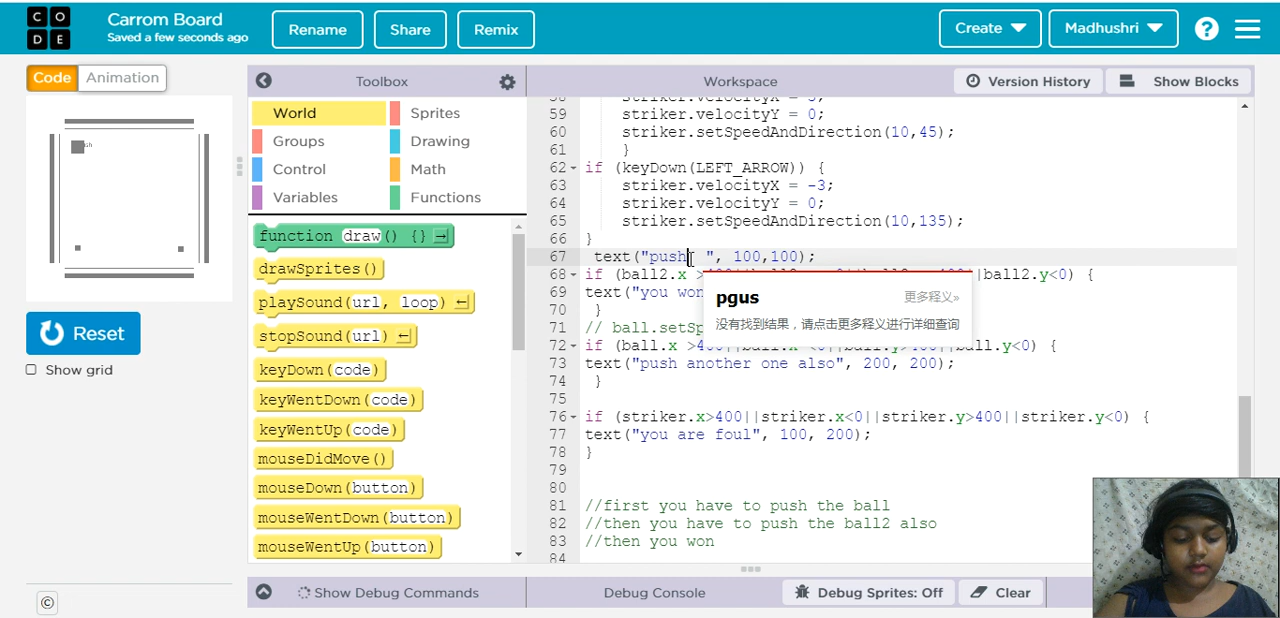 C O
D E
Carrom Board
Saved a few seconds ago
Rename
Share
Remix
Create
Madhushri
?
Code
Animation
Reset
Show grid
©
Toolbox
World
Sprites
Groups
Drawing
Control
Math
Variables
Functions
function draw() {}
drawSprites()
playSound(url, loop)
stopSound(url)
keyDown(code)
keyWentDown(code)
keyWentUp(code)
mouseDidMove()
mouseDown(button)
mouseWentDown(button)
mouseWentUp(button)
Workspace
Version History
Show Blocks
58 striker.velocityX = 3;
59 striker.velocityY = 0;
60 striker.setSpeedAndDirection(10,45);
61 }
62 if (keyDown(LEFT_ARROW)) {
63 striker.velocityX = -3;
64 striker.velocityY = 0;
65 striker.setSpeedAndDirection(10,135);
66 }
67 text("push ", 100,100);
68 if (ball2.x ||ball2.y<0) {
69 text("you won
70 }
71 // ball.setSp
72 if (ball.x ball.y<0) {
73 text("push another one also", 200, 200);
74 }
75
76 if (striker.x>400||striker.x<0||striker.y>400||striker.y<0) {
77 text("you are foul", 100, 200);
78 }
79
80
81 //first you have to push the ball
82 //then you have to push the ball2 also
83 //then you won
84
pgus
更多释义»
没有找到结果，请点击更多释义进行详细查询
Show Debug Commands
Debug Console
Debug Sprites: Off
Clear